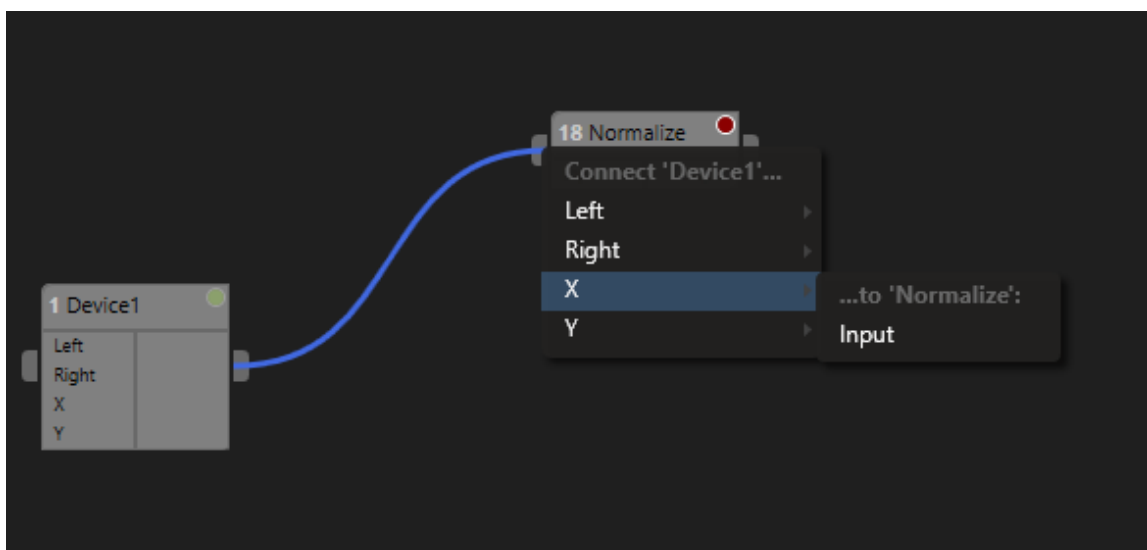 18 Normalize
Connect 'Device1'...
Left
Right
X
Y
...to 'Normalize':
Input
1 Device1
Left
Right
X
Y